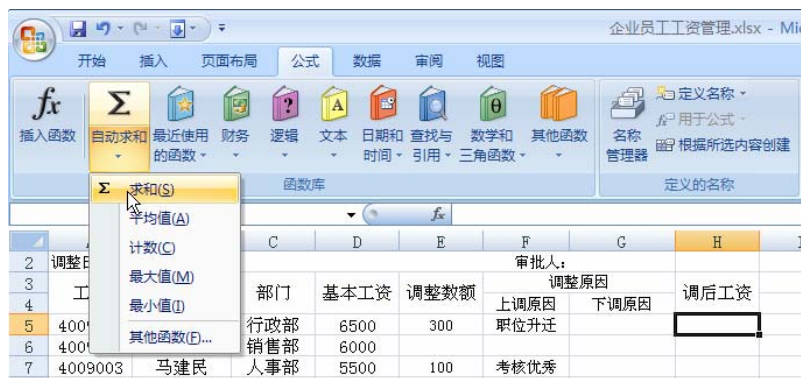 企业员工工资管理.xlsx - Mic
开始 插入 页面布局 公式 数据 审阅 视图
fx Σ ? A θ 定义名称
用于公式
插入函数 自动求和 最近使用的函数 财务 逻辑 文本 日期和时间 查找与引用 数学和三角函数 其他函数 名称管理器 根据所选内容创建
函数库 定义的名称
Σ 求和(S)
平均值(A)
计数(C)
最大值(M)
最小值(I)
其他函数(F)...
fx
C D E F G H
2 调整 审批人:
3 工 部门 基本工资 调整数额 调整原因 调后工资
4 上调原因 下调原因
5 400 行政部 6500 300 职位升迁
6 400 销售部 6000
7 4009003 马建民 人事部 5500 100 考核优秀